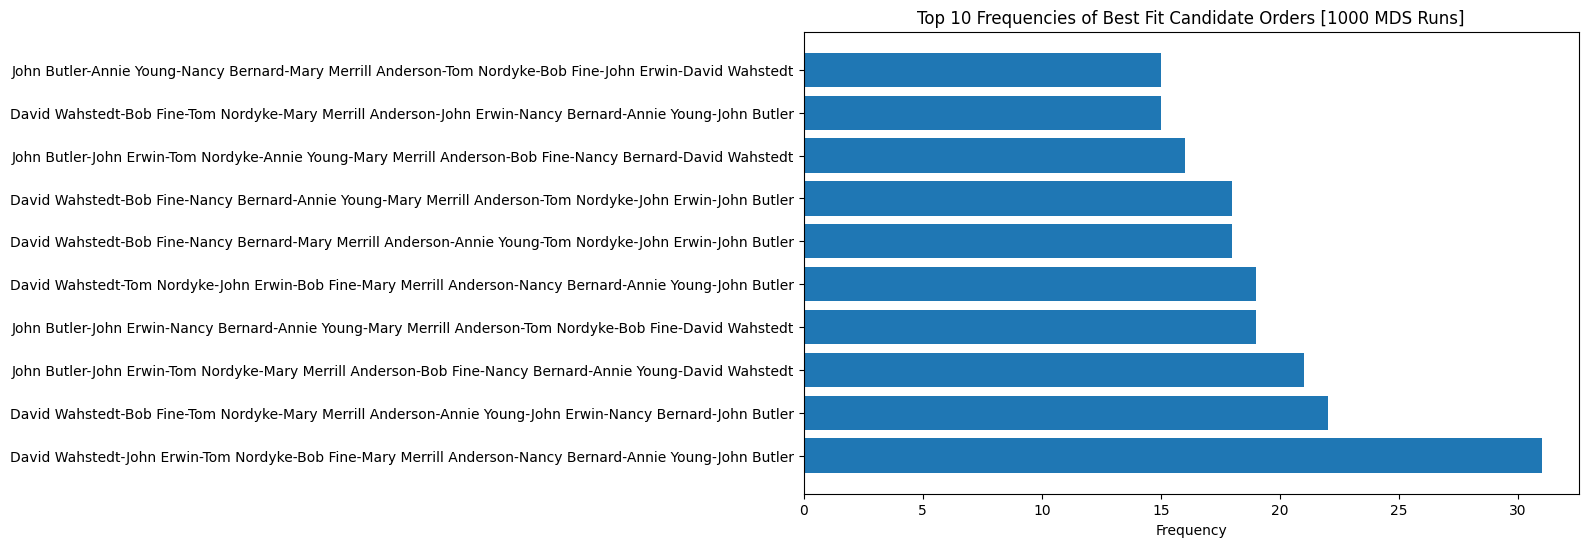 Top 10 Frequencies of Best Fit Candidate Orders [1000 MDS Runs]
John Butler-Annie Young-Nancy Bernard-Mary Merrill Anderson-Tom Nordyke-Bob Fine-John Erwin-David Wahstedt
David Wahstedt-Bob Fine-Tom Nordyke-Mary Merrill Anderson-John Erwin-Nancy Bernard-Annie Young-John Butler
John Butler-John Erwin-Tom Nordyke-Annie Young-Mary Merrill Anderson-Bob Fine-Nancy Bernard-David Wahstedt
David Wahstedt-Bob Fine-Nancy Bernard-Annie Young-Mary Merrill Anderson-Tom Nordyke-John Erwin-John Butler
David Wahstedt-Bob Fine-Nancy Bernard-Mary Merrill Anderson-Annie Young-Tom Nordyke-John Erwin-John Butler
David Wahstedt-Tom Nordyke-John Erwin-Bob Fine-Mary Merrill Anderson-Nancy Bernard-Annie Young-John Butler
John Butler-John Erwin-Nancy Bernard-Annie Young-Mary Merrill Anderson-Tom Nordyke-Bob Fine-David Wahstedt
John Butler-John Erwin-Tom Nordyke-Mary Merrill Anderson-Bob Fine-Nancy Bernard-Annie Young-David Wahstedt
David Wahstedt-Bob Fine-Tom Nordyke-Mary Merrill Anderson-Annie Young-John Erwin-Nancy Bernard-John Butler
David Wahstedt-John Erwin-Tom Nordyke-Bob Fine-Mary Merrill Anderson-Nancy Bernard-Annie Young-John Butler
0 5 10 15 20 25 30
Frequency